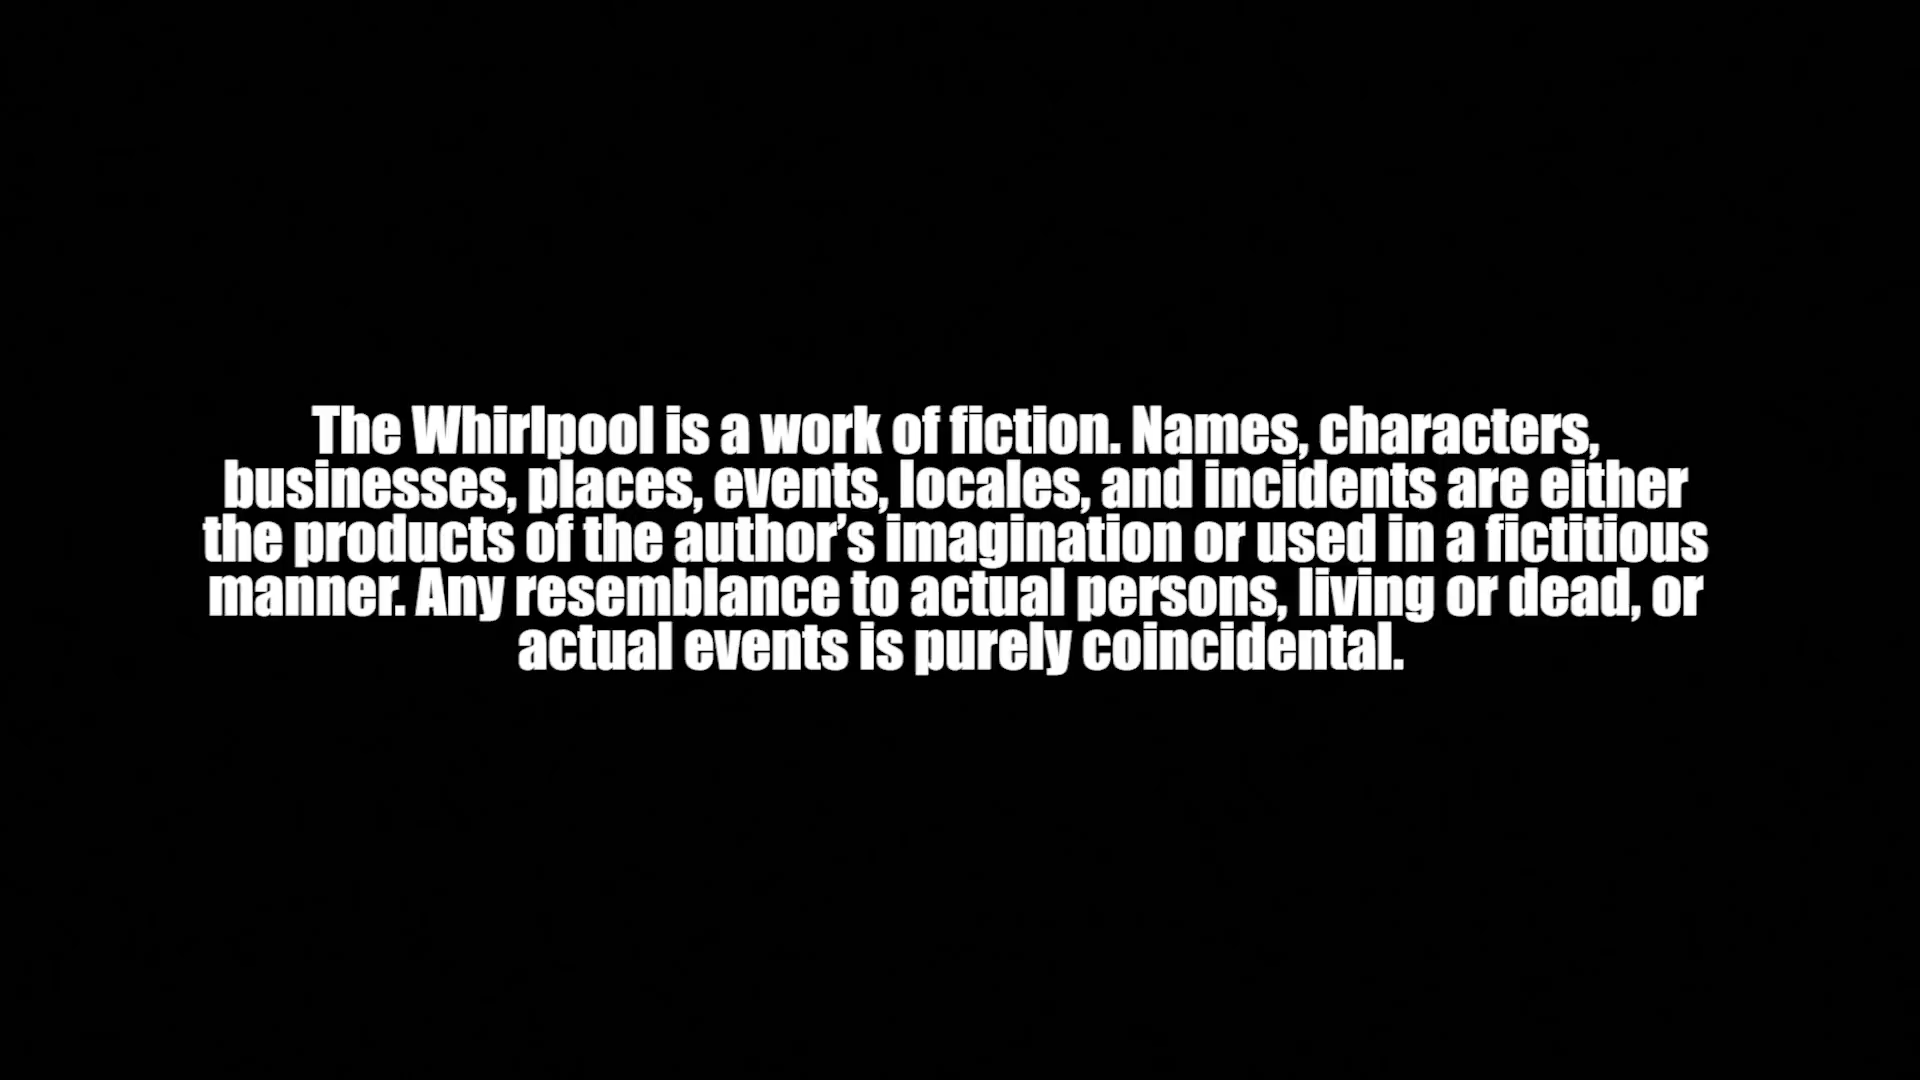 The Whirlpool is a work of fiction. Names, characters,
businesses, places, events, locales, and incidents are either
the products of the author’s imagination or used in a fictitious
manner. Any resemblance to actual persons, living or dead, or
actual events is purely coincidental.